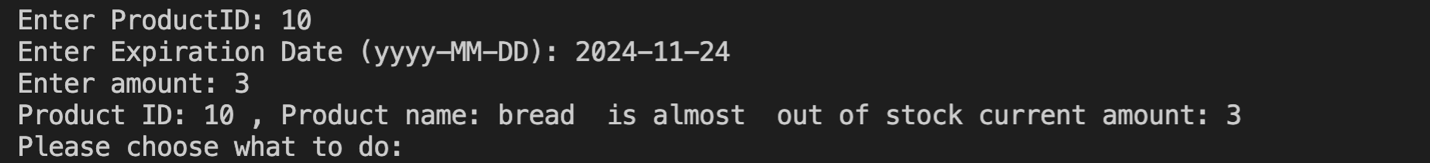 Enter ProductID: 10
Enter Expiration Date (yyyy-MM-DD): 2024-11-24
Enter amount: 3
Product ID: 10 , Product name: bread  is almost  out of stock current amount: 3
Please choose what to do: